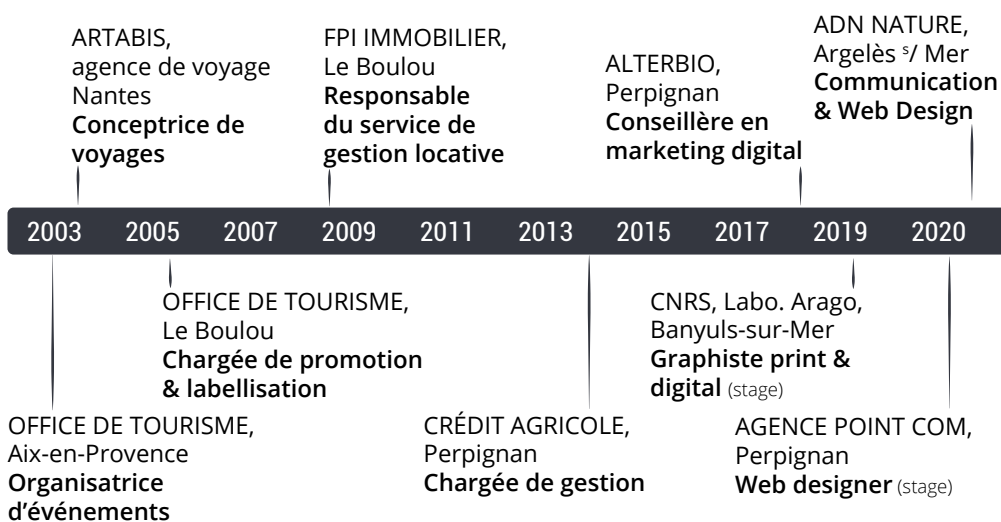 ARTABIS,
agence de voyage
Nantes
Conceptrice de
voyages
FPI IMMOBILIER,
Le Boulou
Responsable
du service de
gestion locative
ALTERBIO,
Perpignan
Conseillère en
marketing digital
ADN NATURE,
Argelès s/ Mer
Communication
& Web Design
2003 2005 2007 2009 2011 2013 2015 2017 2019 2020
OFFICE DE TOURISME,
Le Boulou
Chargée de promotion
& labellisation
CNRS, Labo. Arago,
Banyuls-sur-Mer
Graphiste print &
digital (stage)
OFFICE DE TOURISME,
Aix-en-Provence
Organisatrice
d'événements
CRÉDIT AGRICOLE,
Perpignan
Chargée de gestion
AGENCE POINT COM,
Perpignan
Web designer (stage)